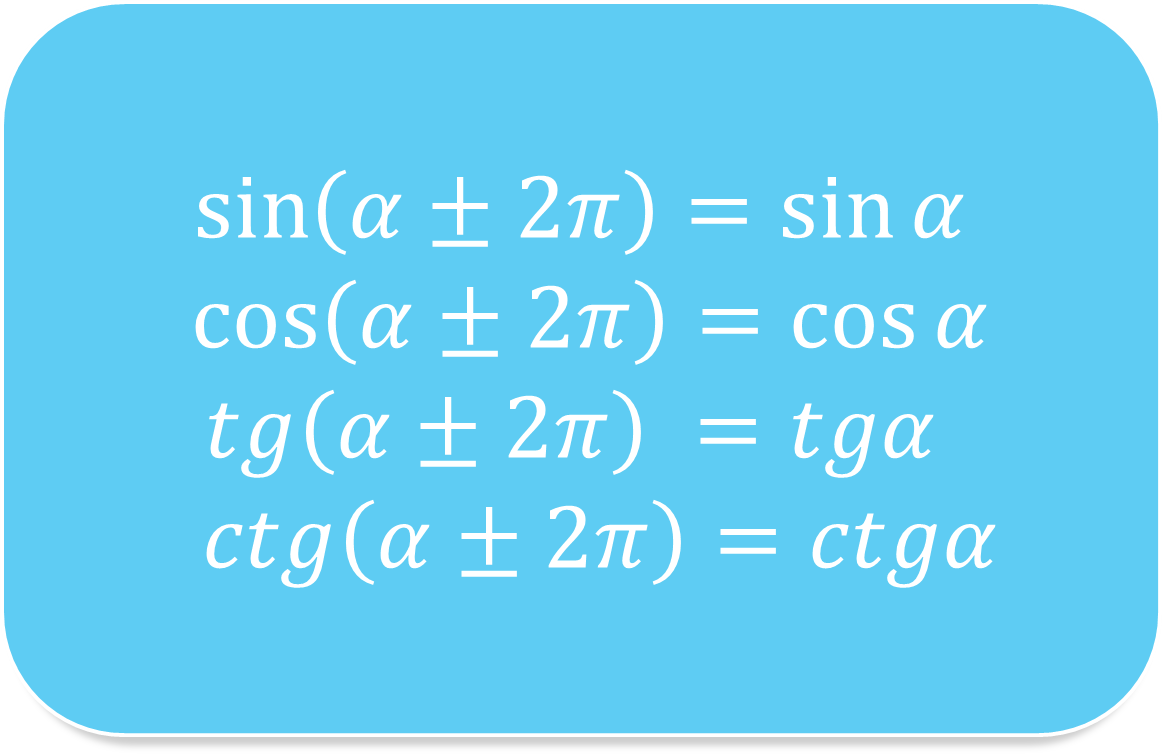 sin(α ± 2π) = sin α
cos(α ± 2π) = cos α
tg(α ± 2π) = tgα
ctg(α ± 2π) = ctgα